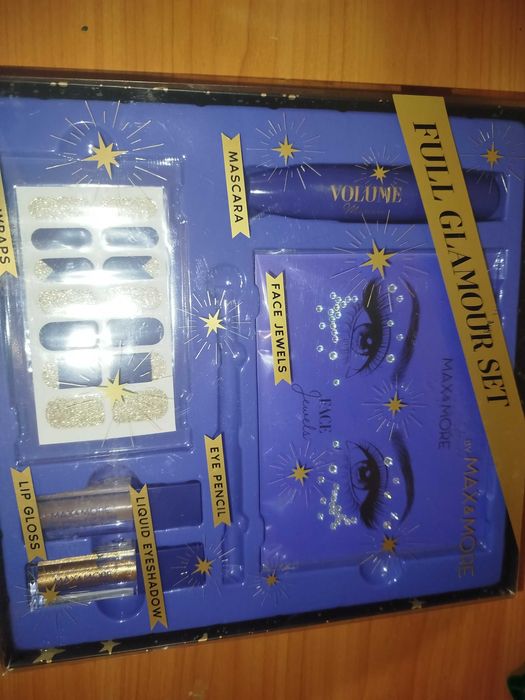 FULL GLAMOUR SET
BY MAX&MORE
MASCARA
VOLUME
WRAPS
FACE JEWELS
MAX&MORE
FACE
Jewels
EYE PENCIL
LIQUID EYESHADOW
LIP GLOSS